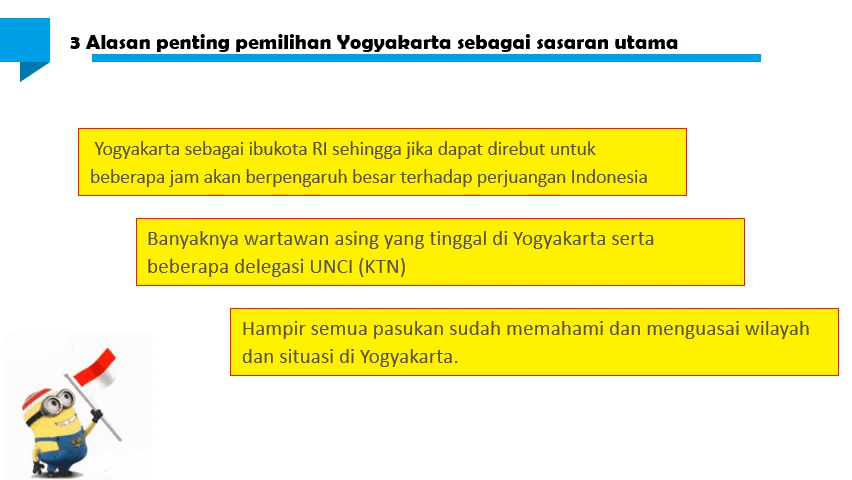 3 Alasan penting pemilihan Yogyakarta sebagai sasaran utama
Yogyakarta sebagai ibukota RI sehingga jika dapat direbut untuk
beberapa jam akan berpengaruh besar terhadap perjuangan Indonesia
Banyaknya wartawan asing yang tinggal di Yogyakarta serta
beberapa delegasi UNCI (KTN)
Hampir semua pasukan sudah memahami dan menguasai wilayah
dan situasi di Yogyakarta.